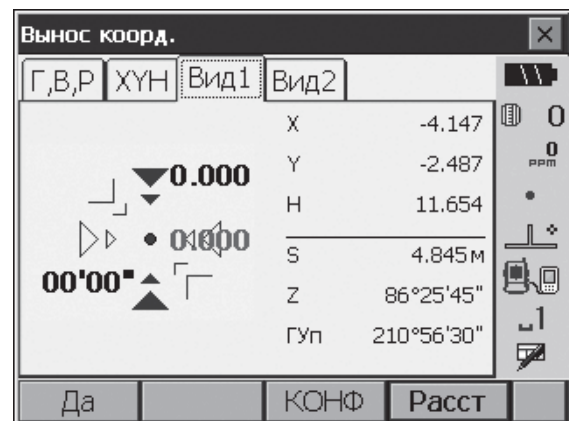 Вынос коор.
Г,В,Р XYH Вид1 Вид2
X -4.147
Y -2.487
H 11.654
S 4.845м
Z 86°25'45"
ГУп 210°56'30"
0.000
00'00"
0
0 ppm
1
Да КОНФ Расст